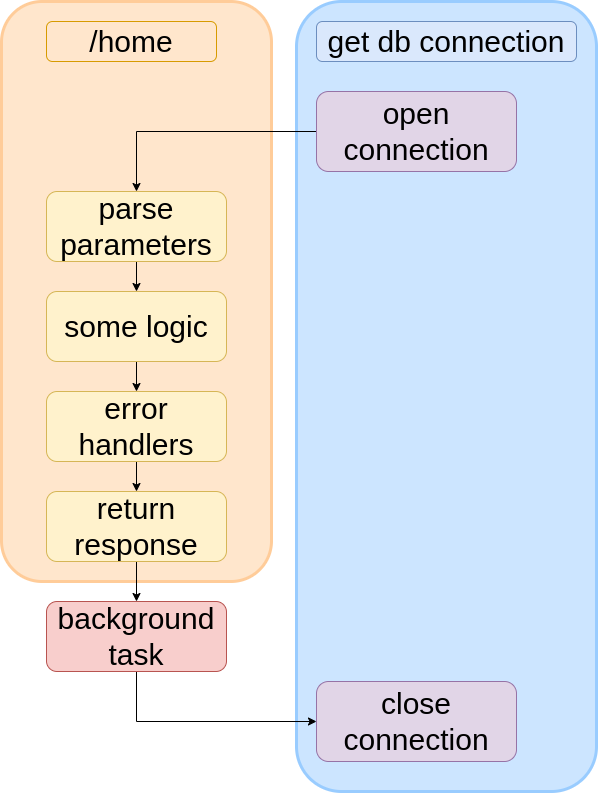 /home
get db connection
open
connection
parse
parameters
some logic
error
handlers
return
response
background
task
close
connection